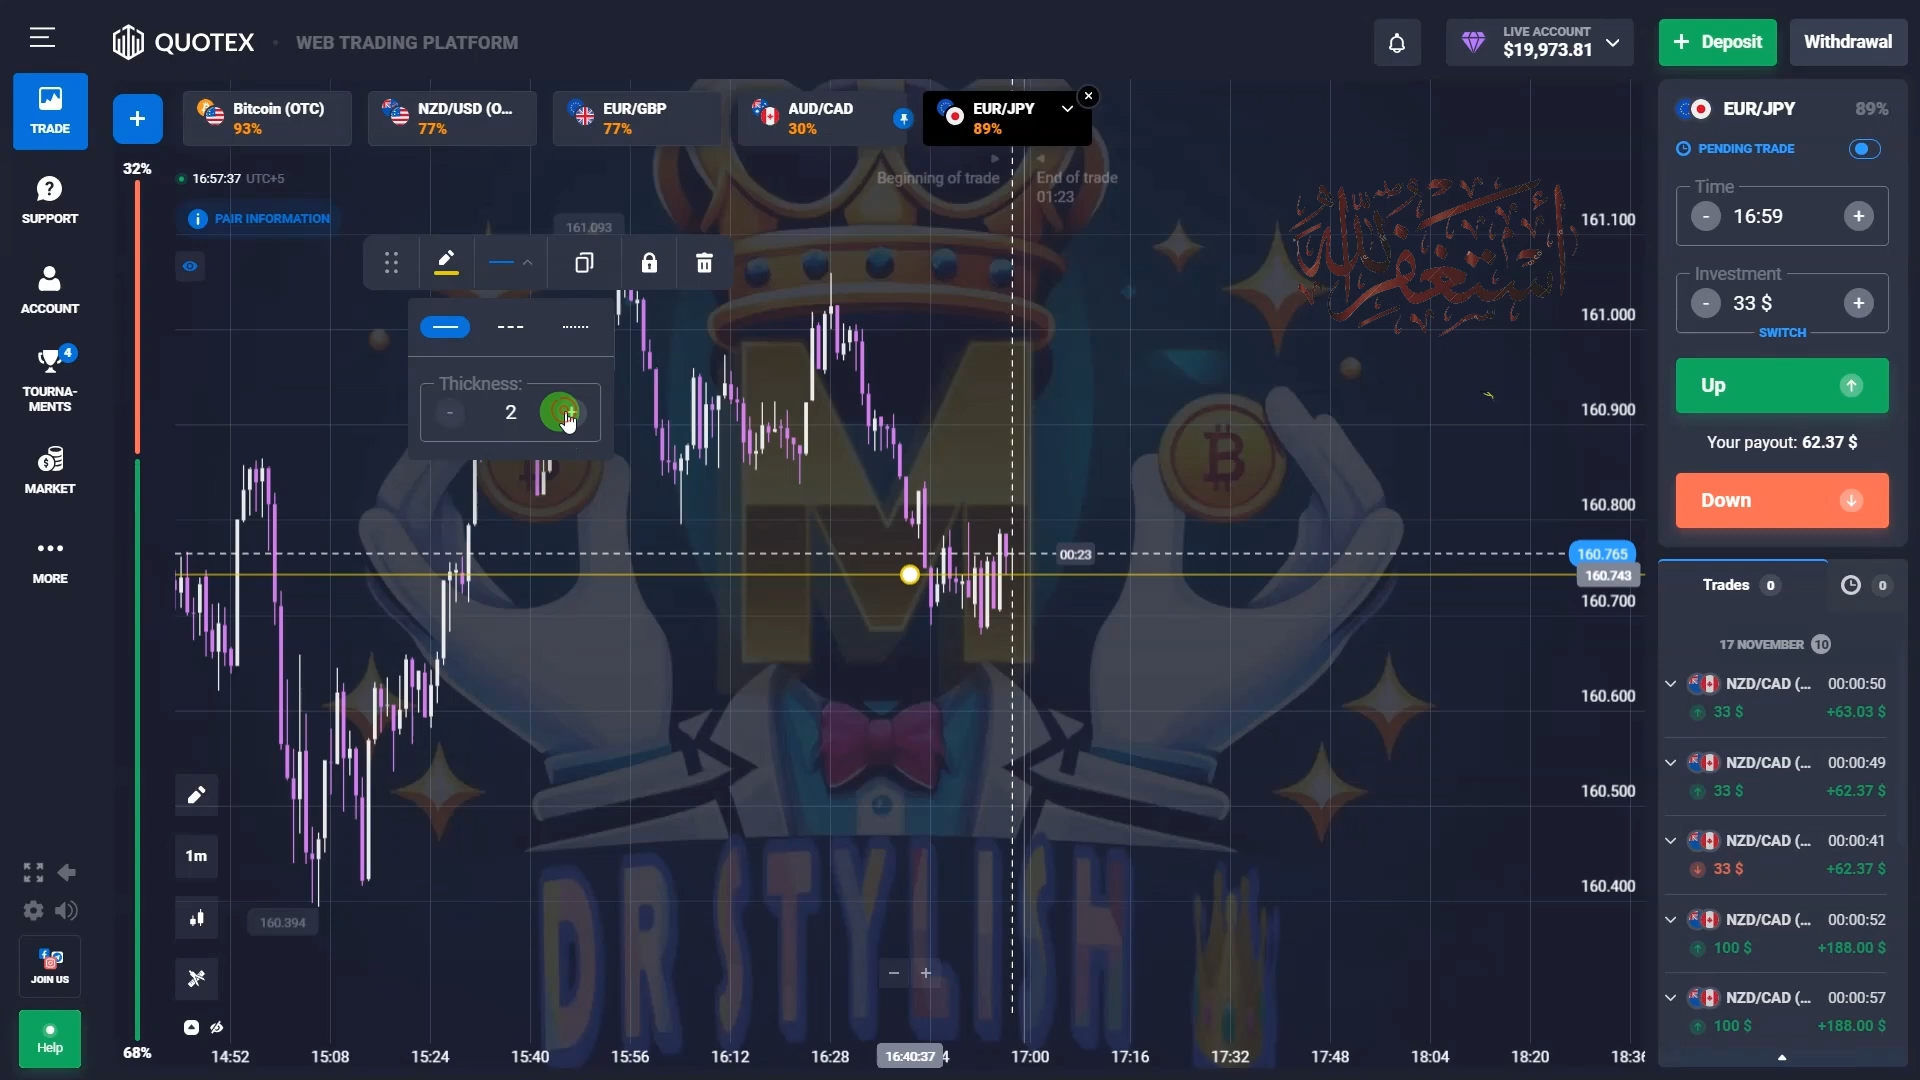 QUOTEX
WEB TRADING PLATFORM
LIVE ACCOUNT
$19,973.81
+ Deposit
Withdrawal
TRADE
+
Bitcoin (OTC)
93%
NZD/USD (O...
77%
EUR/GBP
77%
AUD/CAD
30%
EUR/JPY
89%
EUR/JPY
89%
PENDING TRADE
32%
16:57:37 UTC+5
Beginning of trade
End of trade
01:23
PAIR INFORMATION
161.093
SUPPORT
ACCOUNT
4
TOURNA-
MENTS
MARKET
MORE
Thickness:
- 2 +
Time
- 16:59 +
Investment
- 33 $ +
SWITCH
Up
Your payout: 62.37 $
Down
أستغفر الله
161.100
161.000
160.900
160.800
160.765
160.743
160.700
160.600
160.500
160.400
00:23
M
DR STYLISH
Trades 0
0
17 NOVEMBER 10
NZD/CAD (... 00:00:50
33 $ +63.03 $
NZD/CAD (... 00:00:49
33 $ +62.37 $
NZD/CAD (... 00:00:41
33 $ +62.37 $
NZD/CAD (... 00:00:52
100 $ +188.00 $
NZD/CAD (... 00:00:57
100 $ +188.00 $
1m
160.394
JOIN US
Help
68%
− +
14:52 15:08 15:24 15:40 15:56 16:12 16:28 16:40:37 17:00 17:16 17:32 17:48 18:04 18:20 18:36